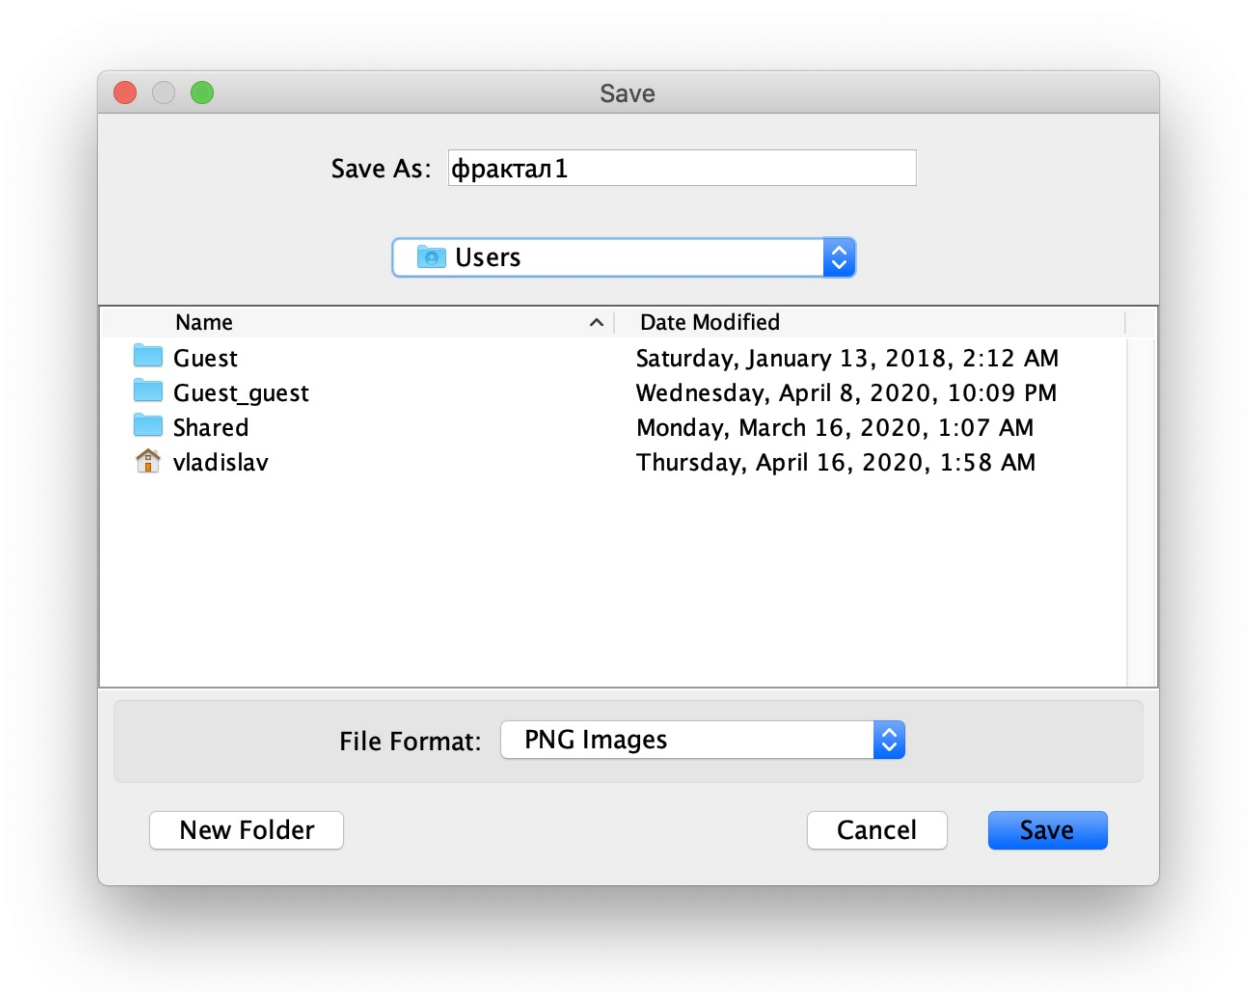 Save
Save As: фрактал1
Users
Name Date Modified
Guest Saturday, January 13, 2018, 2:12 AM
Guest_guest Wednesday, April 8, 2020, 10:09 PM
Shared Monday, March 16, 2020, 1:07 AM
vladislav Thursday, April 16, 2020, 1:58 AM
File Format: PNG Images
New Folder Cancel Save